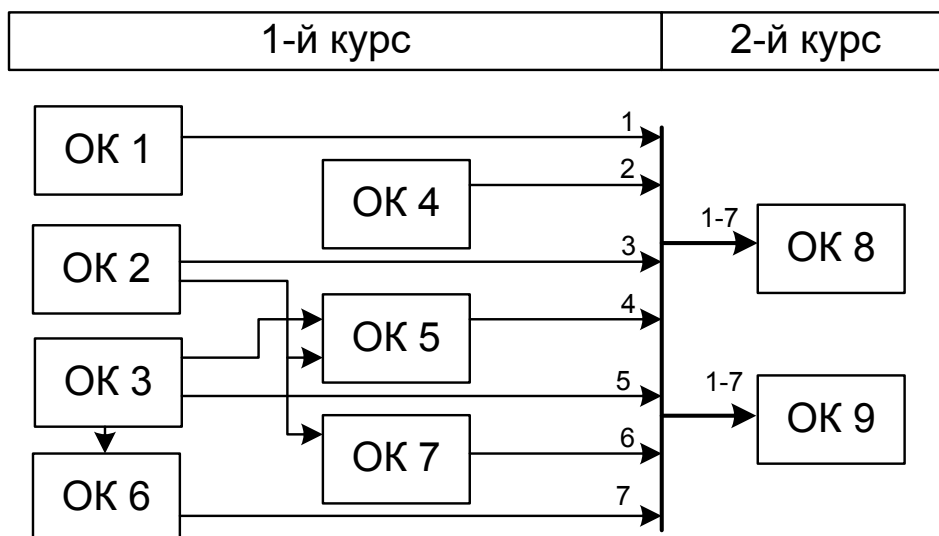 1-й курс
2-й курс
ОК 1
1
ОК 4
2
1-7
ОК 8
ОК 2
3
ОК 5
4
ОК 3
5
1-7
ОК 9
ОК 7
6
ОК 6
7